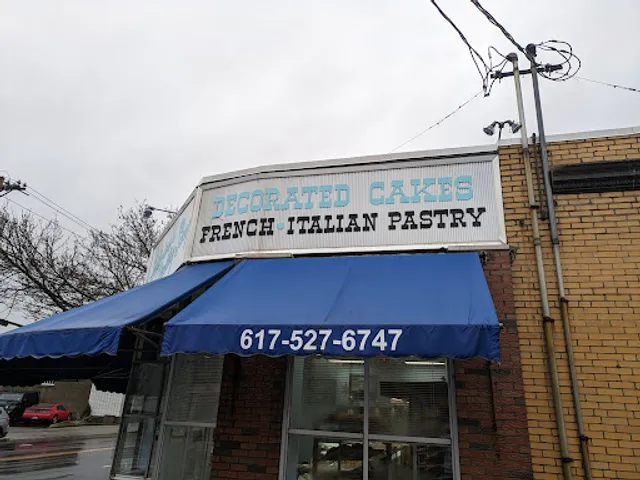 DECORATED CAKES
FRENCH · ITALIAN PASTRY
617-527-6747